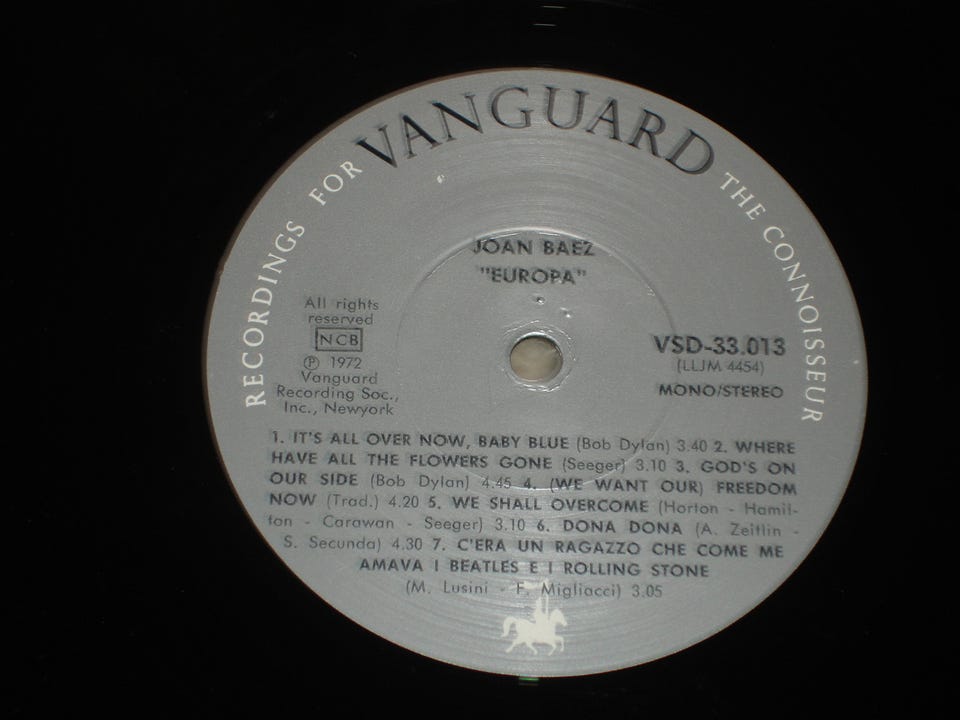 RECORDINGS FOR VANGUARD THE CONNOISSEUR
JOAN BAEZ
"EUROPA"
All rights
reserved
NCB
℗ 1972
Vanguard
Recording Soc.,
Inc., Newyork
VSD-33.013
(LLJM 4454)
MONO/STEREO
1. IT'S ALL OVER NOW, BABY BLUE (Bob Dylan) 3.40 2. WHERE
HAVE ALL THE FLOWERS GONE (Seeger) 3.10 3. GOD'S ON
OUR SIDE (Bob Dylan) 4.45 4. (WE WANT OUR) FREEDOM
NOW (Trad.) 4.20 5. WE SHALL OVERCOME (Horton - Hamil-
ton - Carawan - Seeger) 3.10 6. DONA DONA (A. Zeitlin -
S. Secunda) 4.30 7. C'ERA UN RAGAZZO CHE COME ME
AMAVA I BEATLES E I ROLLING STONE
(M. Lusini - F. Migliacci) 3.05